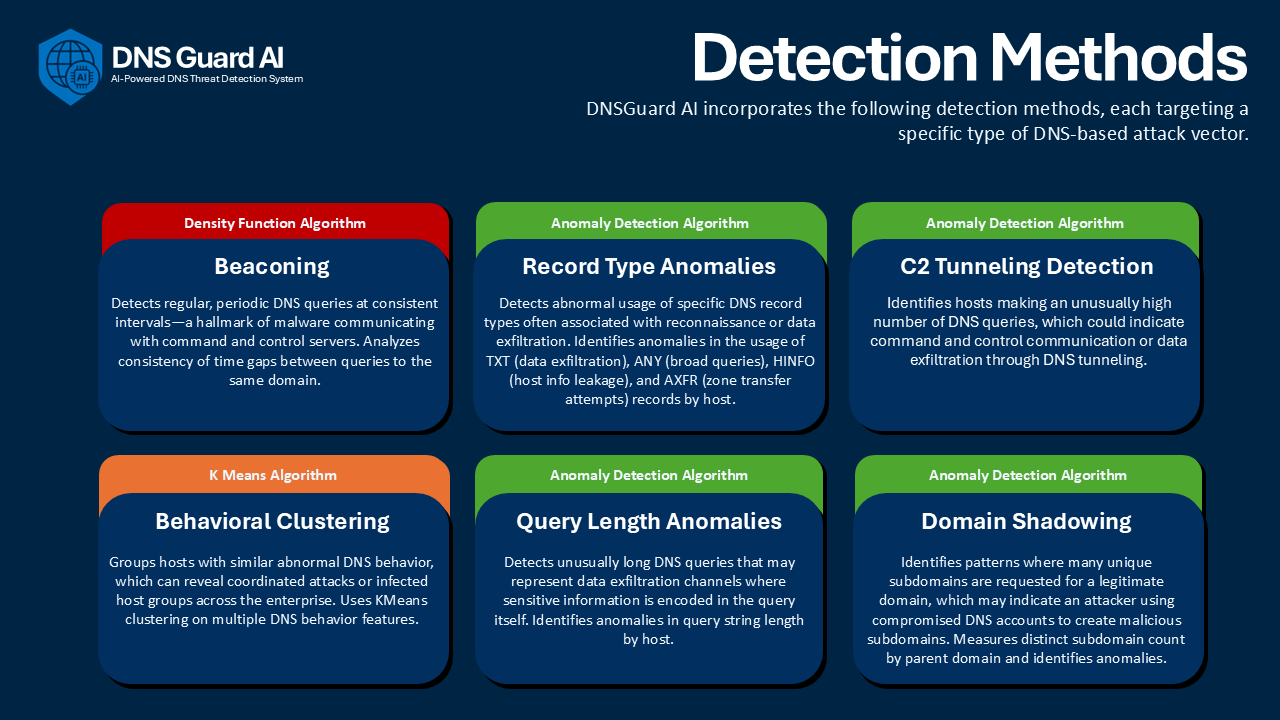 DNS Guard AI
AI-Powered DNS Threat Detection System
AI
Detection Methods
DNSGuard AI incorporates the following detection methods, each targeting a
specific type of DNS-based attack vector.
Density Function Algorithm
Beaconing
Detects regular, periodic DNS queries at consistent
intervals—a hallmark of malware communicating
with command and control servers. Analyzes
consistency of time gaps between queries to the
same domain.
Anomaly Detection Algorithm
Record Type Anomalies
Detects abnormal usage of specific DNS record
types often associated with reconnaissance or data
exfiltration. Identifies anomalies in the usage of
TXT (data exfiltration), ANY (broad queries), HINFO
(host info leakage), and AXFR (zone transfer
attempts) records by host.
Anomaly Detection Algorithm
C2 Tunneling Detection
Identifies hosts making an unusually high
number of DNS queries, which could indicate
command and control communication or data
exfiltration through DNS tunneling.
K Means Algorithm
Behavioral Clustering
Groups hosts with similar abnormal DNS behavior,
which can reveal coordinated attacks or infected
host groups across the enterprise. Uses KMeans
clustering on multiple DNS behavior features.
Anomaly Detection Algorithm
Query Length Anomalies
Detects unusually long DNS queries that may
represent data exfiltration channels where
sensitive information is encoded in the query
itself. Identifies anomalies in query string length
by host.
Anomaly Detection Algorithm
Domain Shadowing
Identifies patterns where many unique
subdomains are requested for a legitimate
domain, which may indicate an attacker using
compromised DNS accounts to create malicious
subdomains. Measures distinct subdomain count
by parent domain and identifies anomalies.